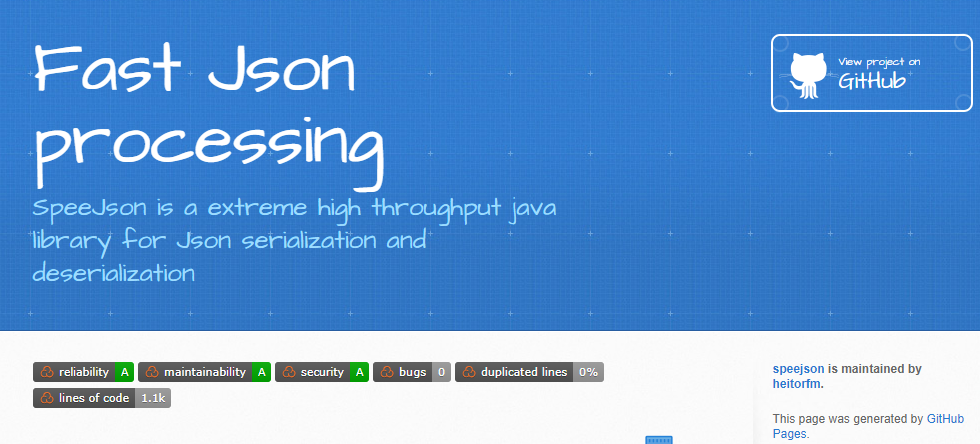 Fast Json
processing
SpeeJson is a extreme high throughput java
library for Json serialization and
deserialization
View project on
GitHub
reliability A maintainability A security A bugs 0 duplicated lines 0%
lines of code 1.1k
speejson is maintained by
heitorfm.
This page was generated by GitHub
Pages.